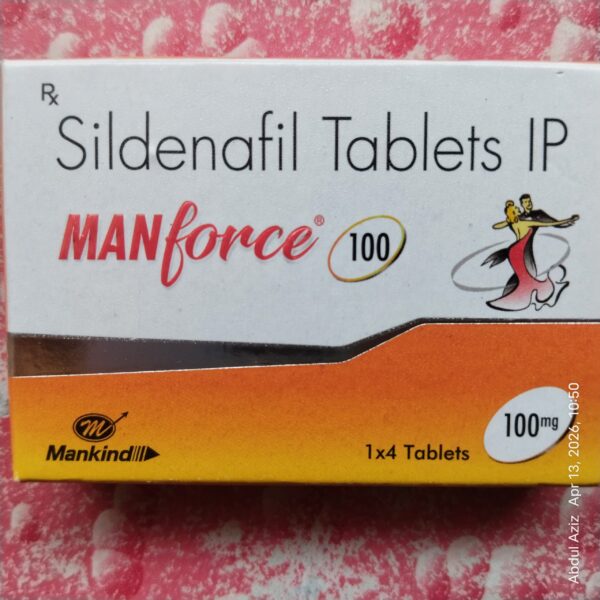 Rx
Sildenafil Tablets IP
MANforce® 100
m
Mankind
1x4 Tablets
100mg
Abdul Aziz Apr 13, 2026, 10:50